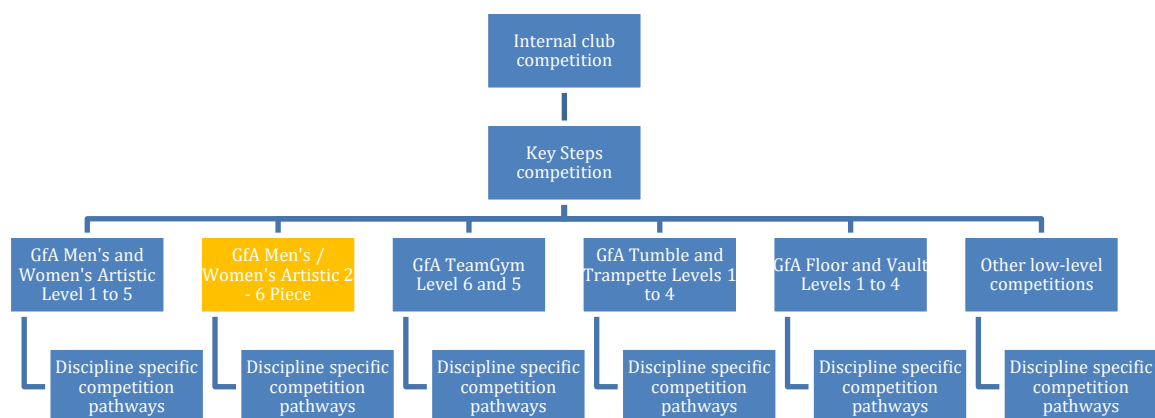 Internal club
competition
Key Steps
competition
GfA Men's and
Women's Artistic
Level 1 to 5
GfA Men's /
Women's Artistic 2
- 6 Piece
GfA TeamGym
Level 6 and 5
GfA Tumble and
Trampette Levels 1
to 4
GfA Floor and Vault
Levels 1 to 4
Other low-level
competitions
Discipline specific
competition
pathways
Discipline specific
competition
pathways
Discipline specific
competition
pathways
Discipline specific
competition
pathways
Discipline specific
competition
pathways
Discipline specific
competition
pathways